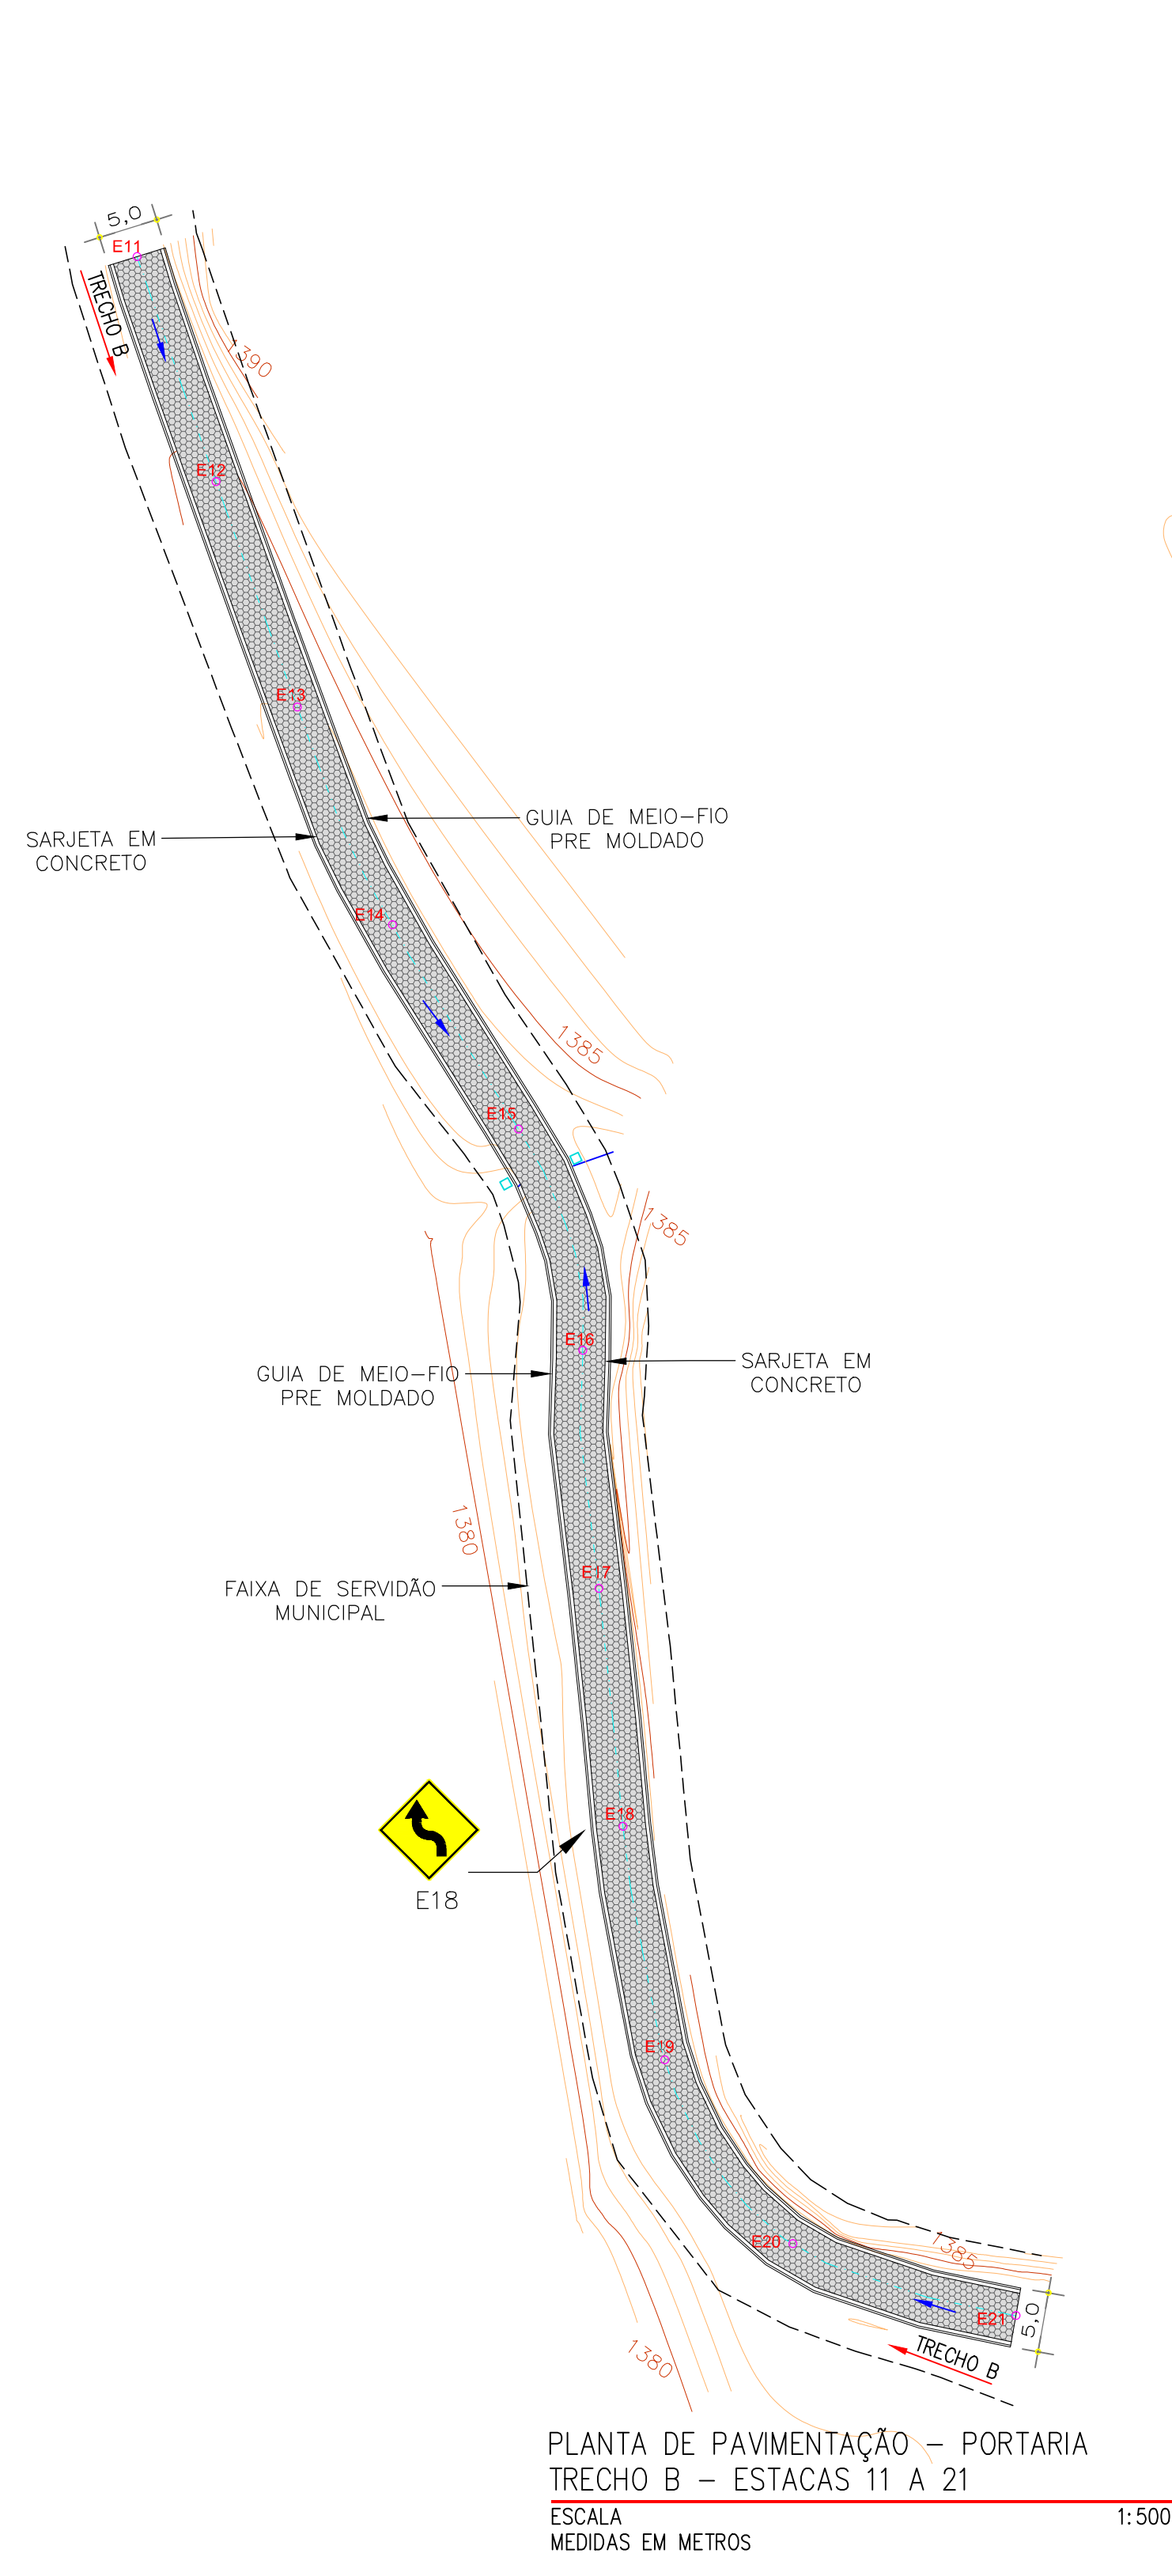 5,0
E11
TRECHO B
1390
E12
E13
GUIA DE MEIO-FIO
PRE MOLDADO
SARJETA EM
CONCRETO
E14
1385
E15
1385
E16
SARJETA EM
CONCRETO
GUIA DE MEIO-FIO
PRE MOLDADO
1380
E17
FAIXA DE SERVIDÃO
MUNICIPAL
E18
E18
E19
E20
1385
E21
5,0
TRECHO B
1380
PLANTA DE PAVIMENTAÇÃO - PORTARIA
TRECHO B - ESTACAS 11 A 21
ESCALA 1:500
MEDIDAS EM METROS